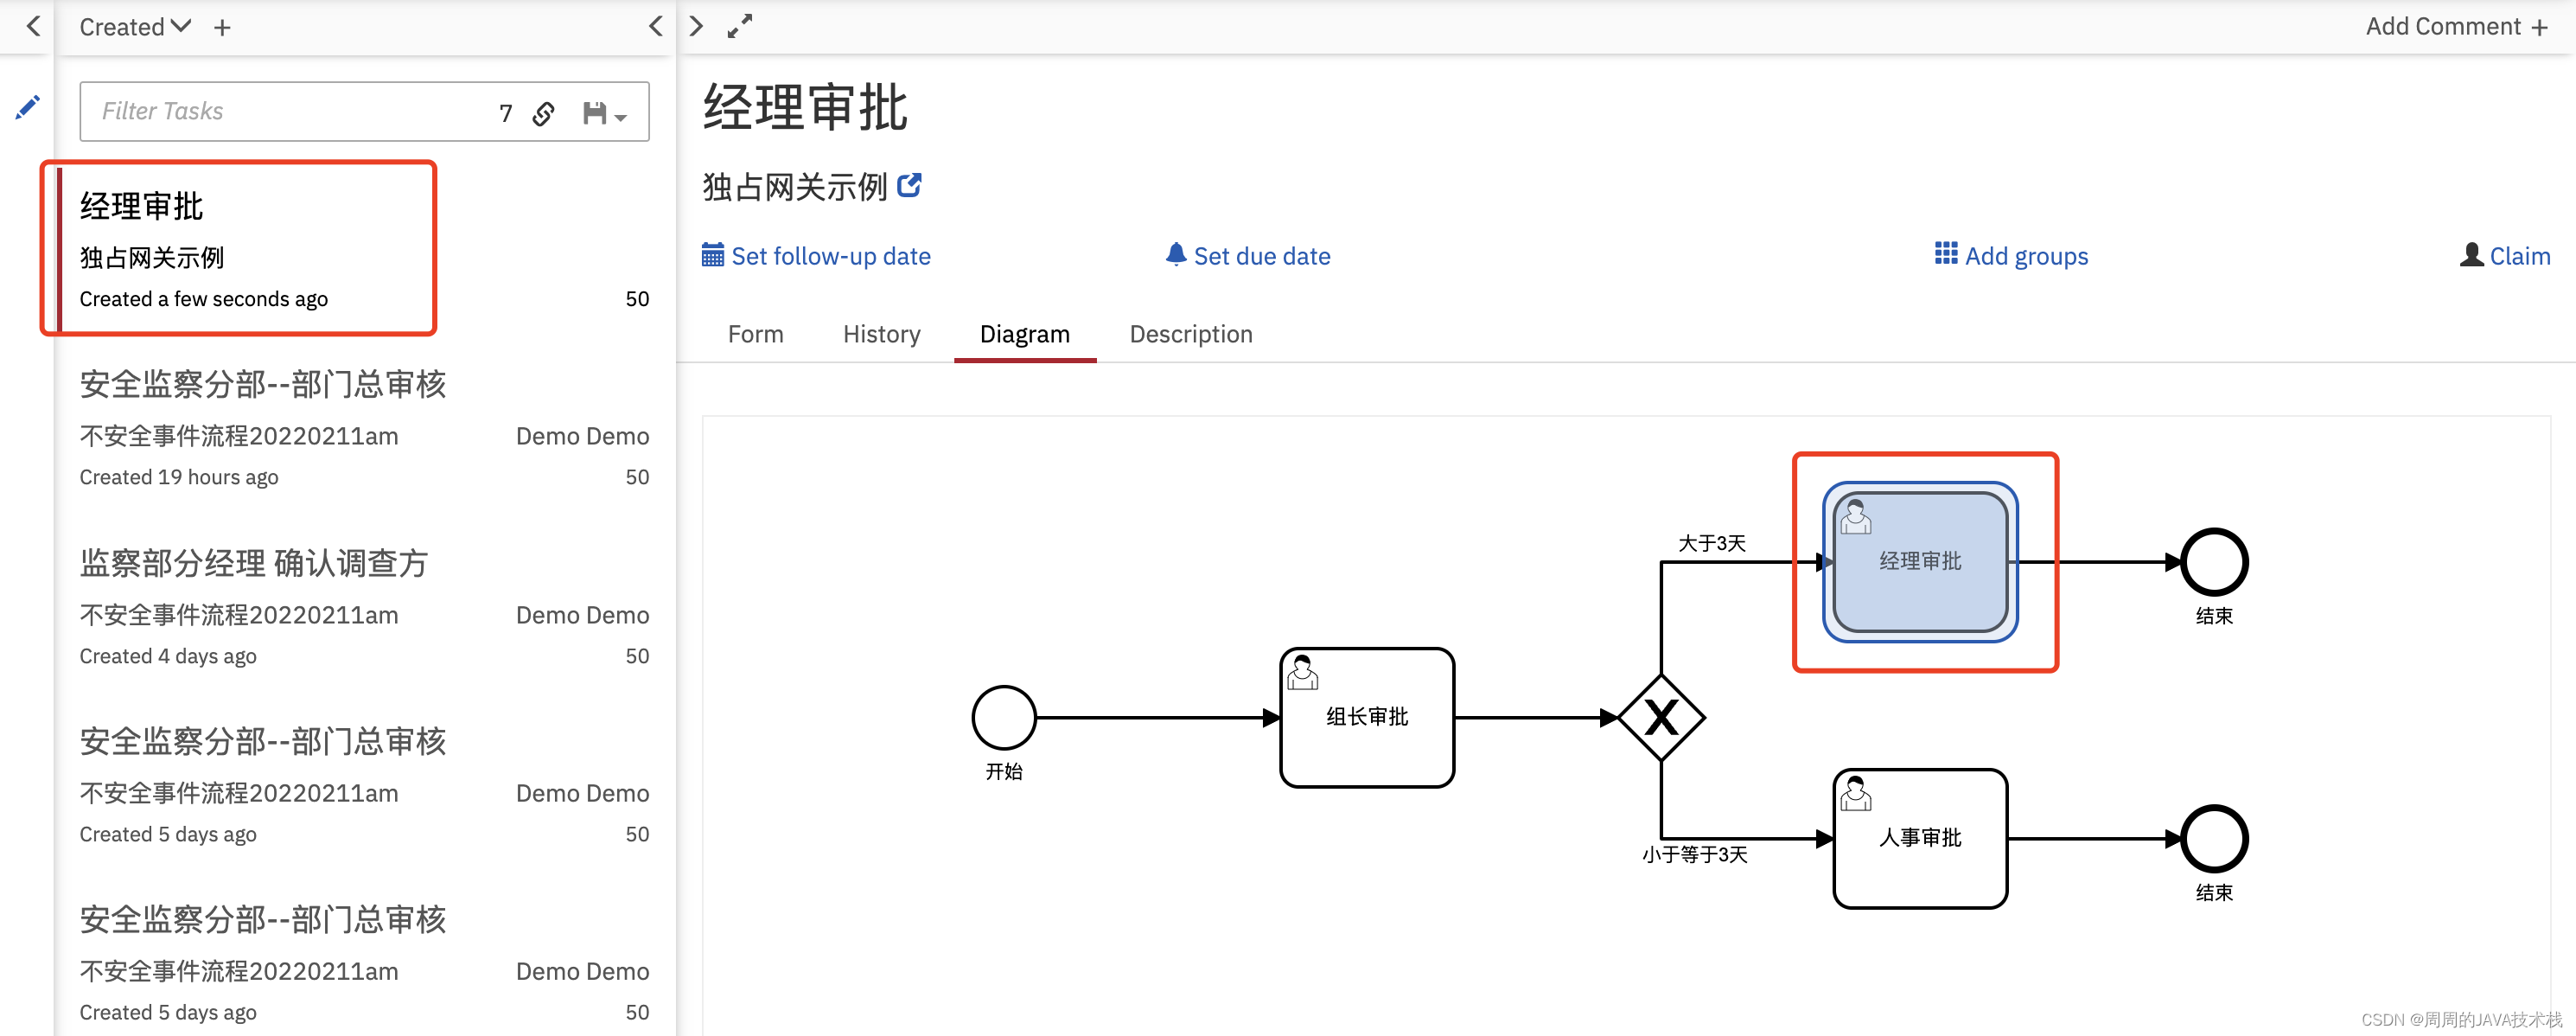 Created
Add Comment
Filter Tasks
7
经理审批
独占网关示例
Created a few seconds ago
50
安全监察分部--部门总审核
不安全事件流程20220211am
Demo Demo
Created 19 hours ago
50
监察部分经理 确认调查方
不安全事件流程20220211am
Demo Demo
Created 4 days ago
50
安全监察分部--部门总审核
不安全事件流程20220211am
Demo Demo
Created 5 days ago
50
安全监察分部--部门总审核
不安全事件流程20220211am
Demo Demo
Created 5 days ago
50
经理审批
独占网关示例
Set follow-up date
Set due date
Add groups
Claim
Form
History
Diagram
Description
开始
组长审批
X
大于3天
经理审批
结束
小于等于3天
人事审批
结束
CSDN @周周的JAVA技术栈